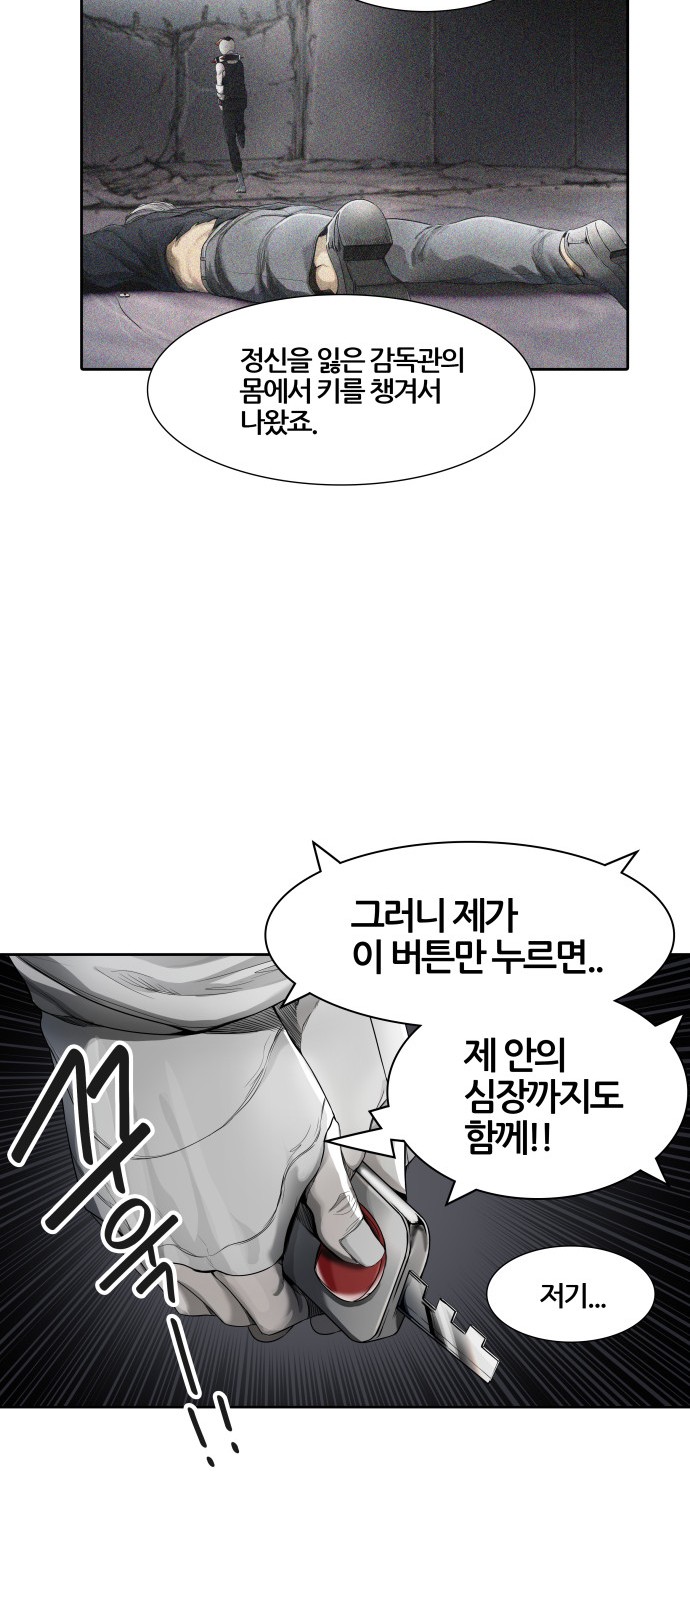 정신을 잃은 감독관의
몸에서 키를 챙겨서
나왔죠.
그러니 제가
이 버튼만 누르면..
제 안의
심장까지도
함께!!
저기...